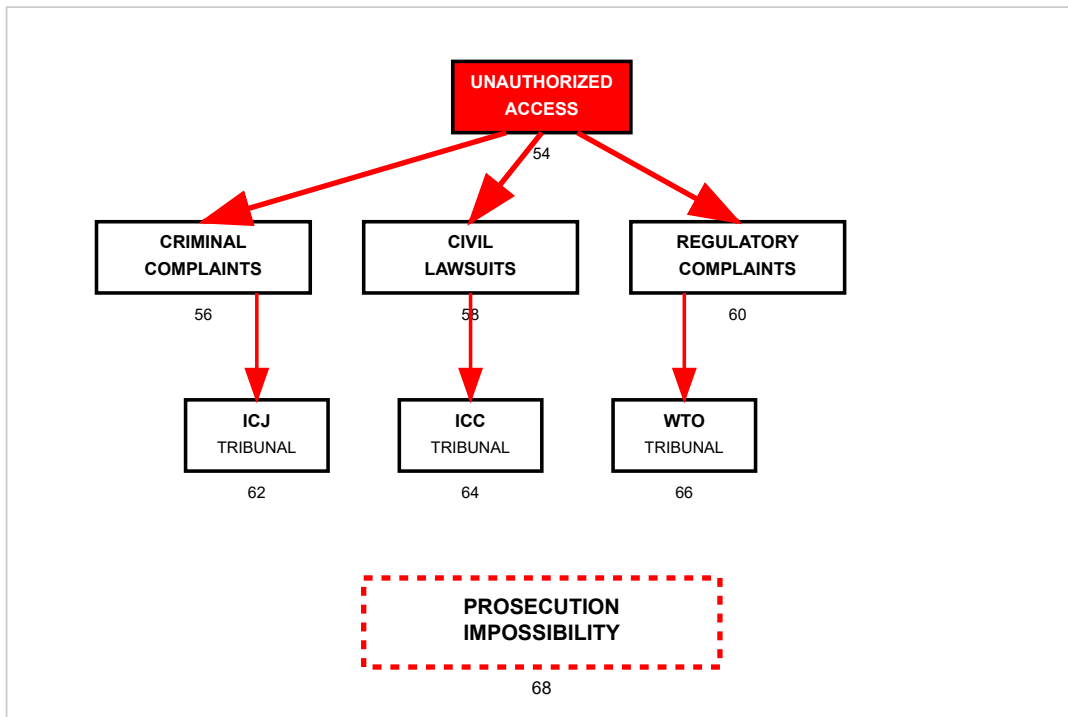 UNAUTHORIZED
ACCESS
54
CRIMINAL
COMPLAINTS
56
CIVIL
LAWSUITS
58
REGULATORY
COMPLAINTS
60
ICJ
TRIBUNAL
62
ICC
TRIBUNAL
64
WTO
TRIBUNAL
66
PROSECUTION
IMPOSSIBILITY
68